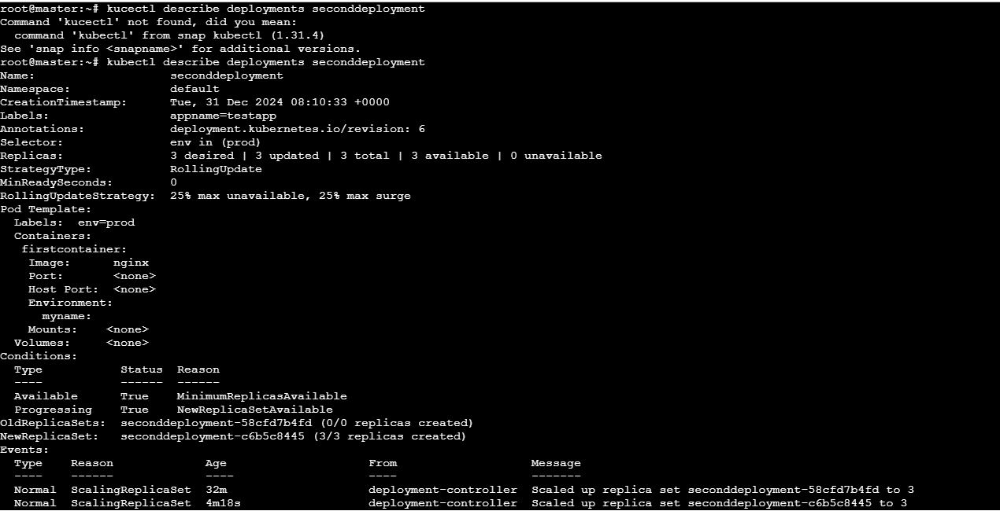 root@master:~# kucectl describe deployments seconddeployment
Command 'kucectl' not found, did you mean:
  command 'kubectl' from snap kubectl (1.31.4)
See 'snap info <snapname>' for additional versions.
root@master:~# kubectl describe deployments seconddeployment
Name:                   seconddeployment
Namespace:              default
CreationTimestamp:      Tue, 31 Dec 2024 08:10:33 +0000
Labels:                 appname=testapp
Annotations:            deployment.kubernetes.io/revision: 6
Selector:               env in (prod)
Replicas:               3 desired | 3 updated | 3 total | 3 available | 0 unavailable
StrategyType:           RollingUpdate
MinReadySeconds:        0
RollingUpdateStrategy:  25% max unavailable, 25% max surge
Pod Template:
  Labels:  env=prod
  Containers:
   firstcontainer:
    Image:      nginx
    Port:       <none>
    Host Port:  <none>
    Environment:
      myname:
    Mounts:    <none>
  Volumes:     <none>
Conditions:
  Type           Status  Reason
  ----           ------  ------
  Available      True    MinimumReplicasAvailable
  Progressing    True    NewReplicaSetAvailable
OldReplicaSets:  seconddeployment-58cfd7b4fd (0/0 replicas created)
NewReplicaSet:   seconddeployment-c6b5c8445 (3/3 replicas created)
Events:
  Type    Reason             Age                    From                   Message
  ----    ------             ----                   ----                   -------
  Normal  ScalingReplicaSet  32m                    deployment-controller  Scaled up replica set seconddeployment-58cfd7b4fd to 3
  Normal  ScalingReplicaSet  4m18s                  deployment-controller  Scaled up replica set seconddeployment-c6b5c8445 to 3